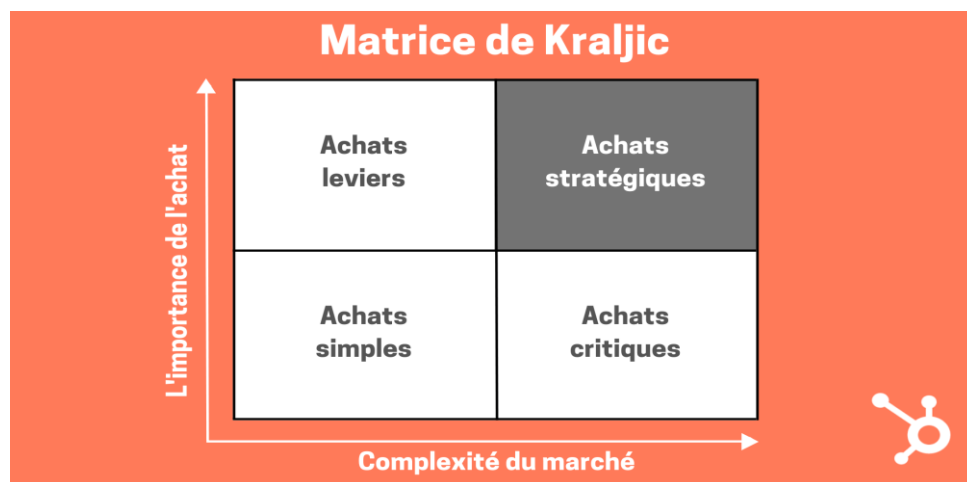 Matrice de Kraljic
L'importance de l'achat
Achats
leviers
Achats
stratégiques
Achats
simples
Achats
critiques
Complexité du marché